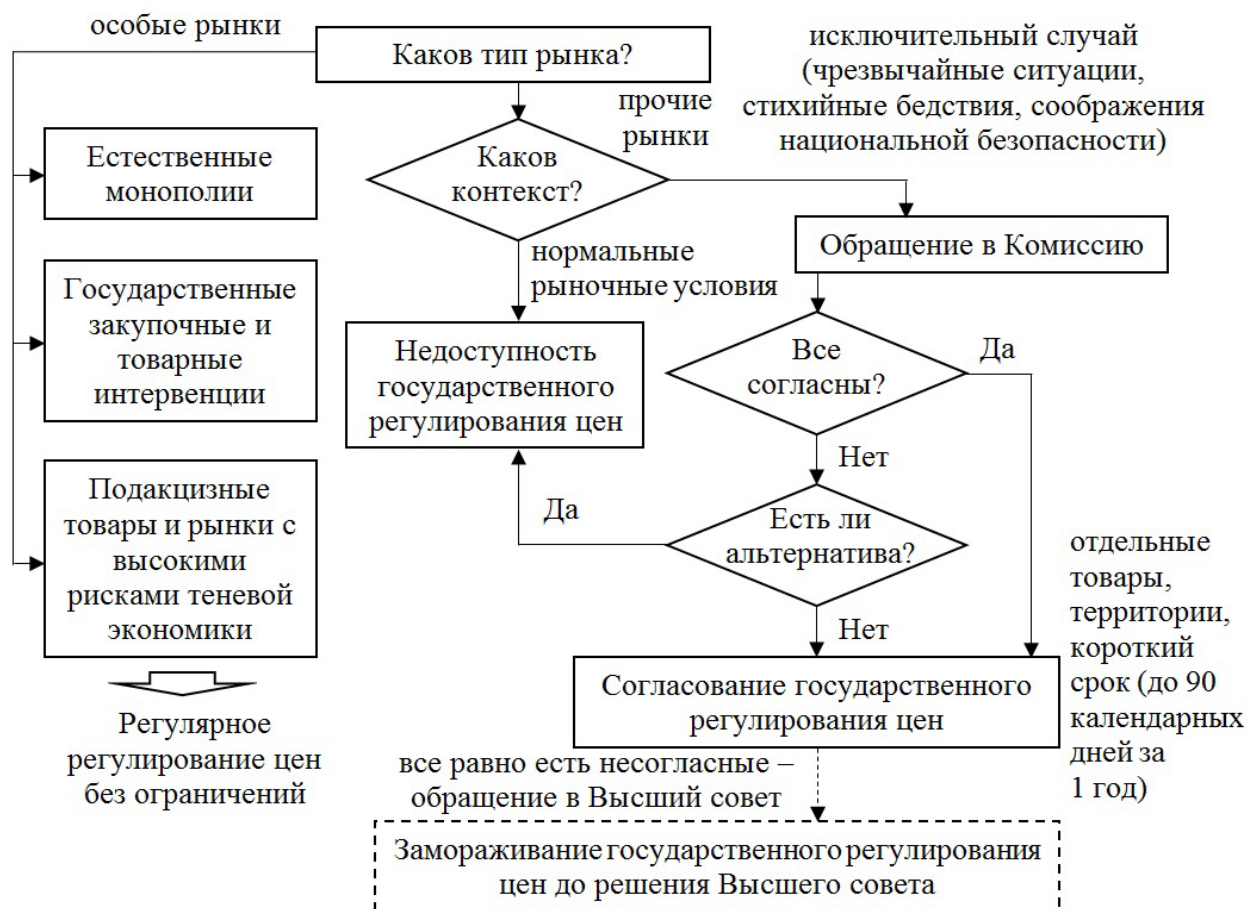 особые рынки
Каков тип рынка?
исключительный случай
(чрезвычайные ситуации,
стихийные бедствия, соображения
национальной безопасности)
прочие
рынки
Естественные
монополии
Каков
контекст?
Обращение в Комиссию
нормальные
рыночные условия
Государственные
закупочные и
товарные
интервенции
Недоступность
государственного
регулирования цен
Все
согласны?
Да
Нет
Подакцизные
товары и рынки с
высокими
рисками теневой
экономики
Да
Есть ли
альтернатива?
Нет
отдельные
товары,
территории,
короткий
срок (до 90
календарных
дней за
1 год)
Согласование государственного
регулирования цен
Регулярное
регулирование цен
без ограничений
все равно есть несогласные –
обращение в Высший совет
Замораживание государственного регулирования
цен до решения Высшего совета